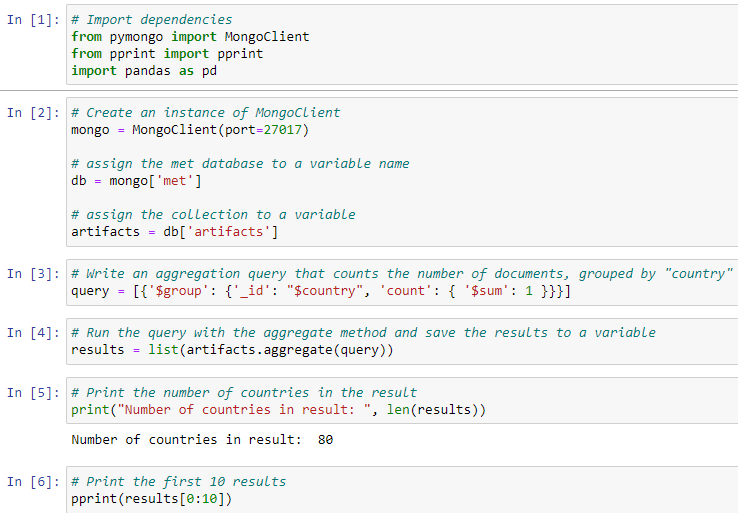 In [1]: # Import dependencies
from pymongo import MongoClient
from pprint import pprint
import pandas as pd
In [2]: # Create an instance of MongoClient
mongo = MongoClient(port=27017)
# assign the met database to a variable name
db = mongo['met']
# assign the collection to a variable
artifacts = db['artifacts']
In [3]: # Write an aggregation query that counts the number of documents, grouped by "country"
query = [{'$group': {'_id': "$country", 'count': { '$sum': 1 }}}]
In [4]: # Run the query with the aggregate method and save the results to a variable
results = list(artifacts.aggregate(query))
In [5]: # Print the number of countries in the result
print("Number of countries in result: ", len(results))
Number of countries in result:  80
In [6]: # Print the first 10 results
pprint(results[0:10])